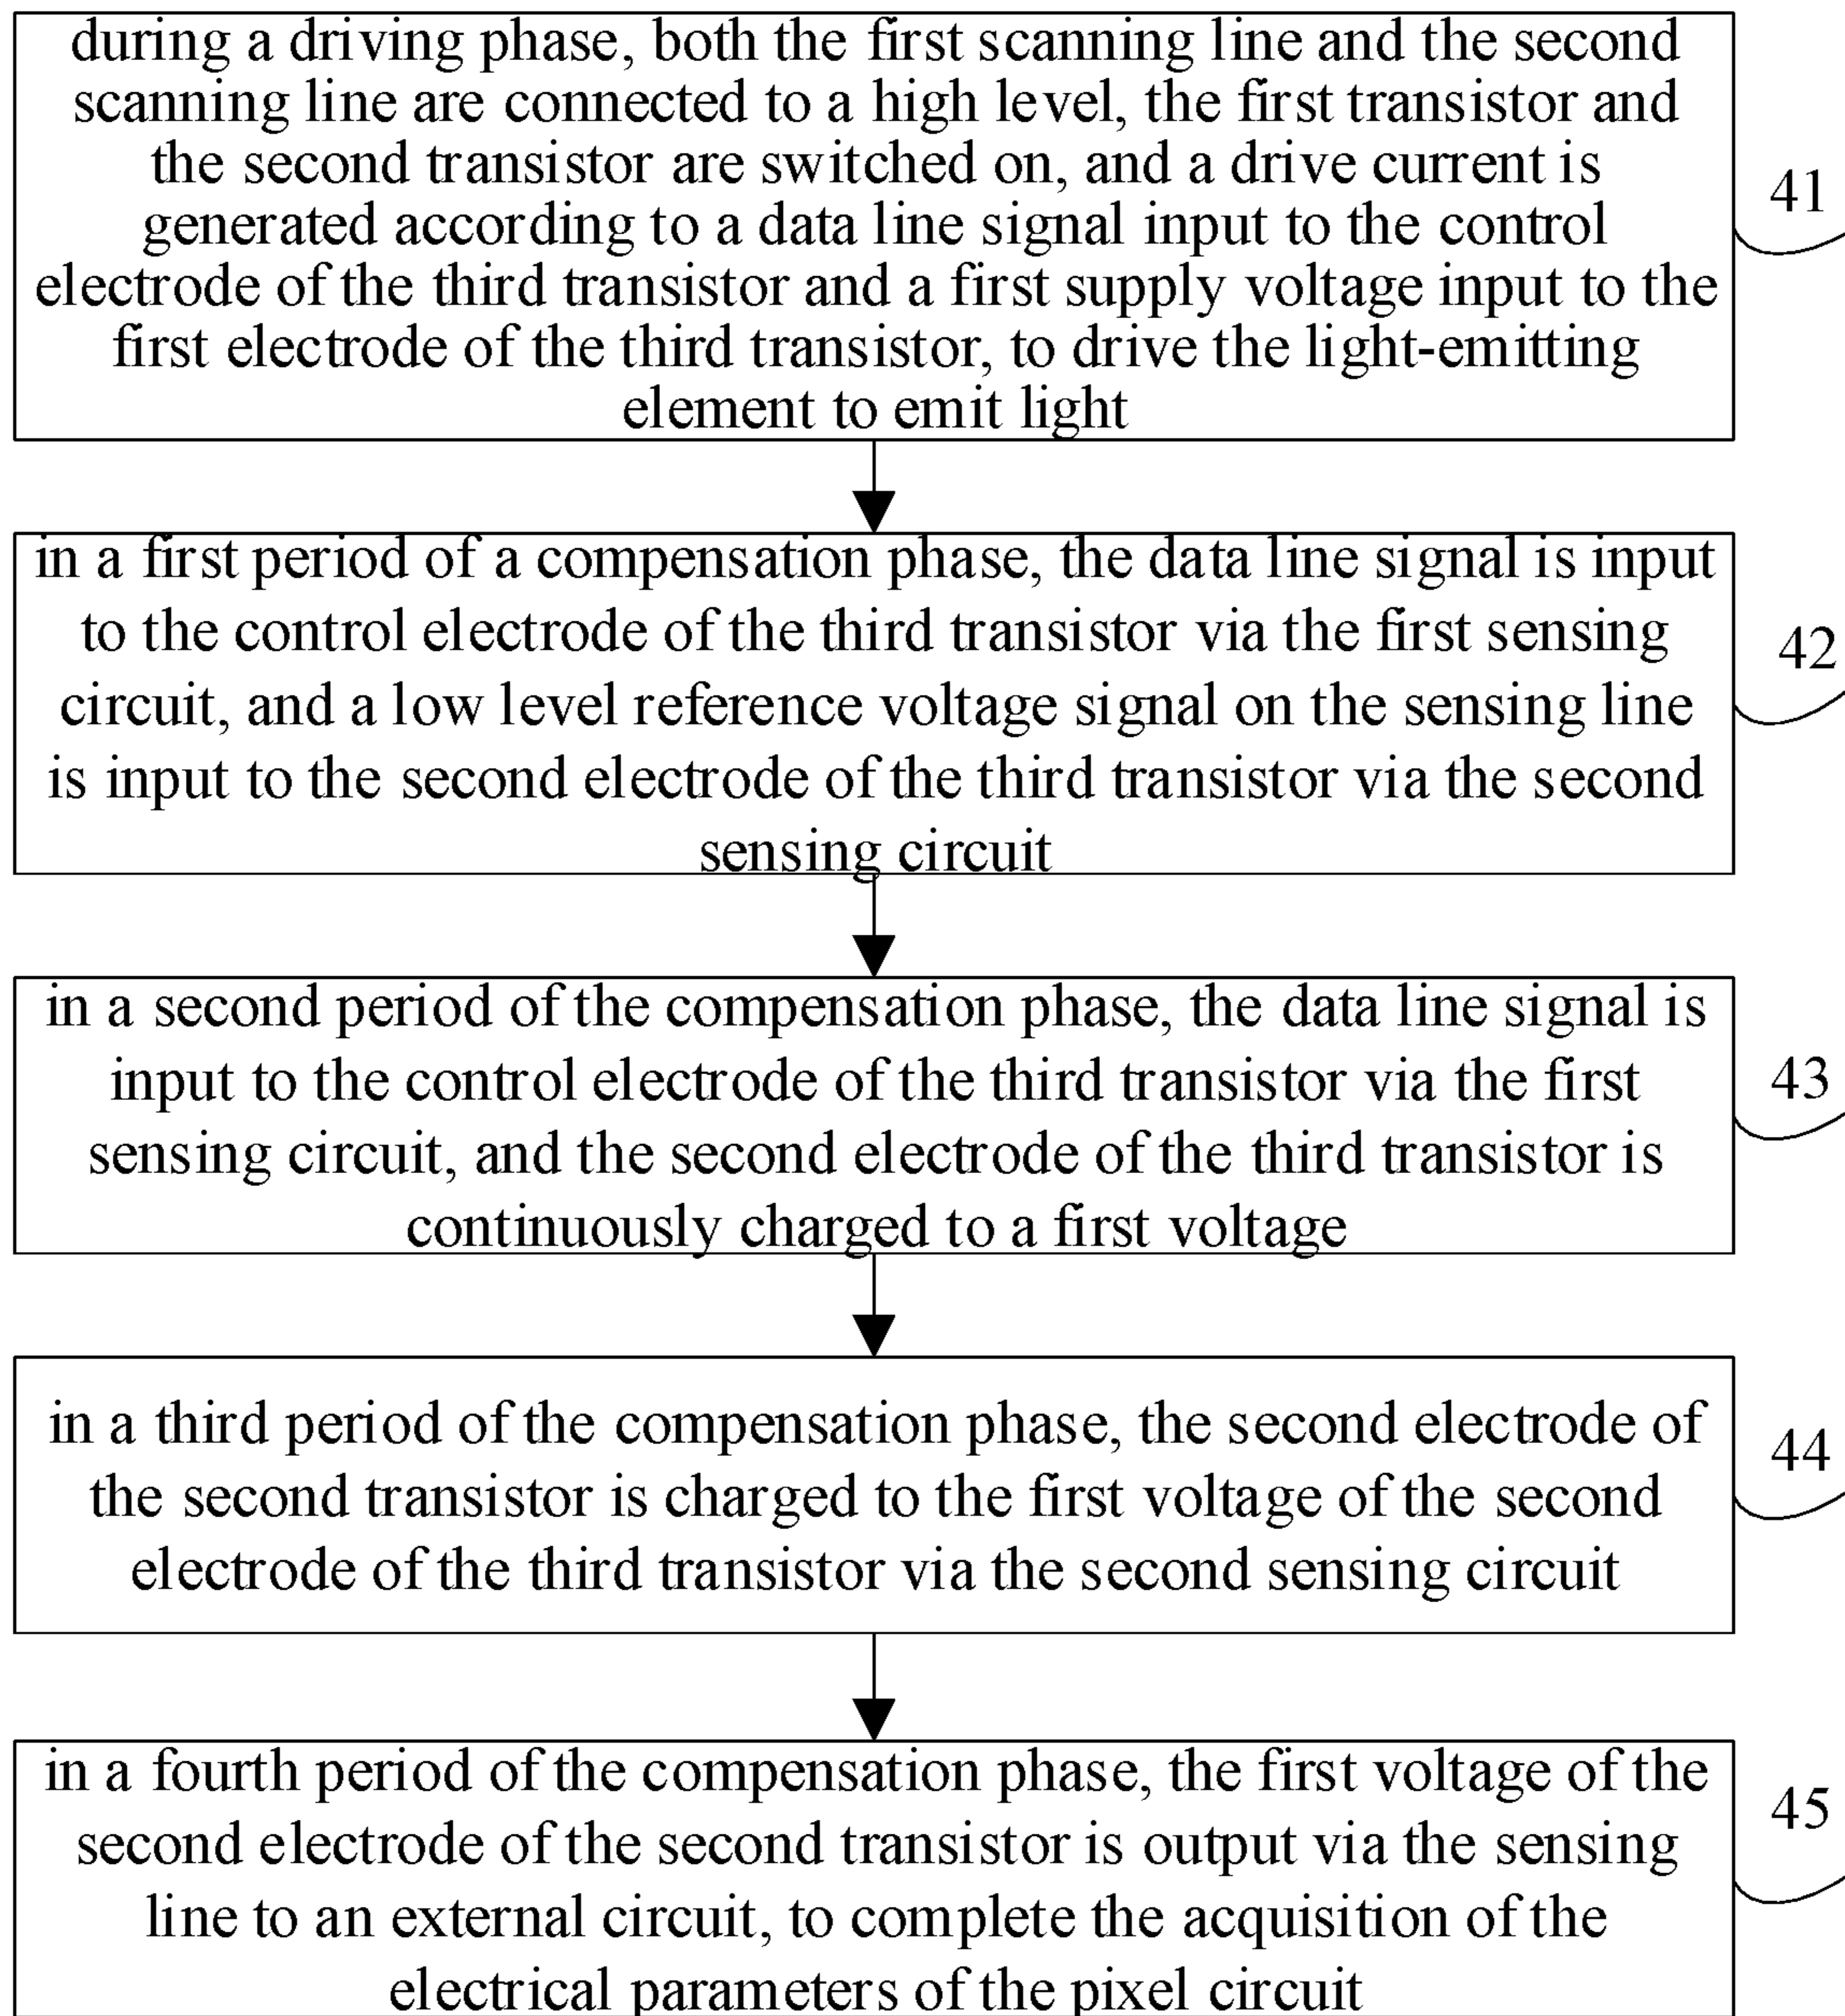 during a driving phase, both the first scanning line and the second
scanning line are connected to a high level, the first transistor and
the second transistor are switched on, and a drive current is
generated according to a data line signal input to the control
electrode of the third transistor and a first supply voltage input to the
first electrode of the third transistor, to drive the light-emitting
element to emit light
41
in a first period of a compensation phase, the data line signal is input
to the control electrode of the third transistor via the first sensing
circuit, and a low level reference voltage signal on the sensing line
is input to the second electrode of the third transistor via the second
sensing circuit
42
in a second period of the compensation phase, the data line signal is
input to the control electrode of the third transistor via the first
sensing circuit, and the second electrode of the third transistor is
continuously charged to a first voltage
43
in a third period of the compensation phase, the second electrode of
the second transistor is charged to the first voltage of the second
electrode of the third transistor via the second sensing circuit
44
in a fourth period of the compensation phase, the first voltage of the
second electrode of the second transistor is output via the sensing
line to an external circuit, to complete the acquisition of the
electrical parameters of the pixel circuit
45